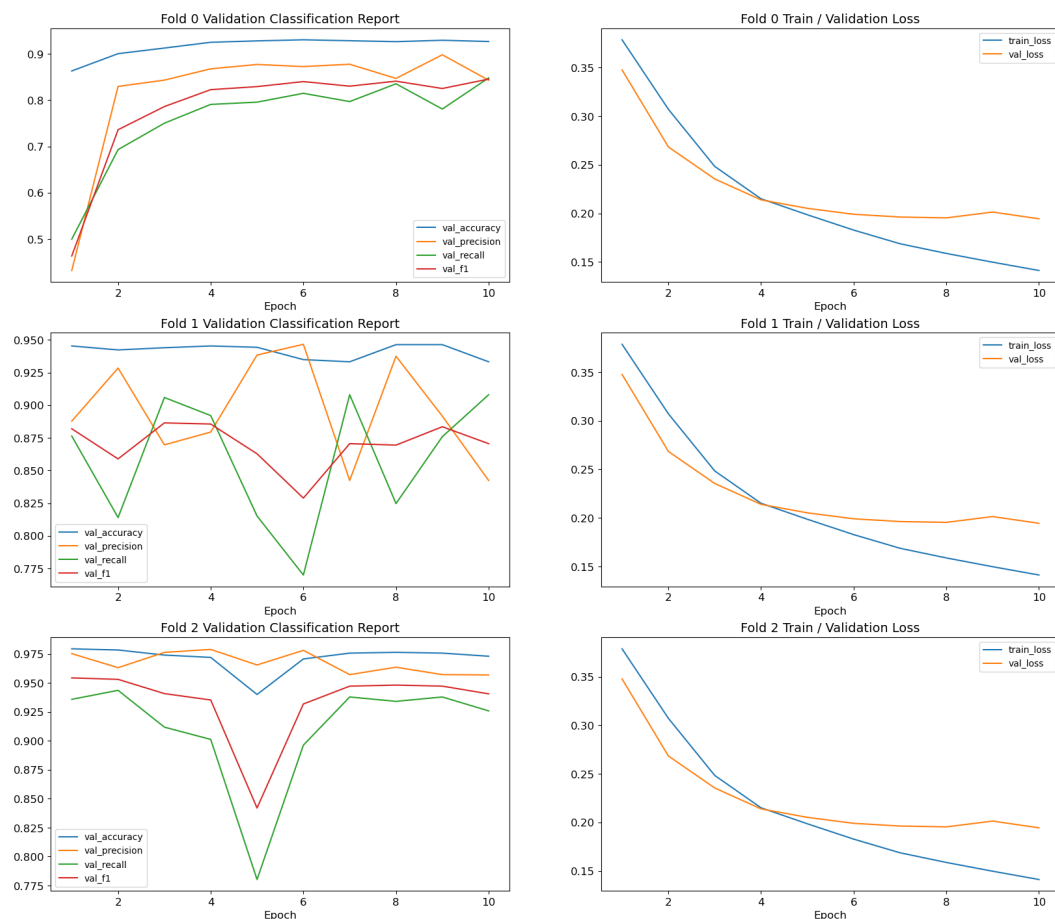 Fold 0 Validation Classification Report
0.9
0.8
0.7
0.6
0.5
val_accuracy
val_precision
val_recall
val_f1
2 4 6 8 10
Epoch
Fold 0 Train / Validation Loss
0.35
0.30
0.25
0.20
0.15
train_loss
val_loss
2 4 6 8 10
Epoch
Fold 1 Validation Classification Report
0.950
0.925
0.900
0.875
0.850
0.825
0.800
0.775
val_accuracy
val_precision
val_recall
val_f1
2 4 6 8 10
Epoch
Fold 1 Train / Validation Loss
0.35
0.30
0.25
0.20
0.15
train_loss
val_loss
2 4 6 8 10
Epoch
Fold 2 Validation Classification Report
0.975
0.950
0.925
0.900
0.875
0.850
0.825
0.800
0.775
val_accuracy
val_precision
val_recall
val_f1
2 4 6 8 10
Epoch
Fold 2 Train / Validation Loss
0.35
0.30
0.25
0.20
0.15
train_loss
val_loss
2 4 6 8 10
Epoch